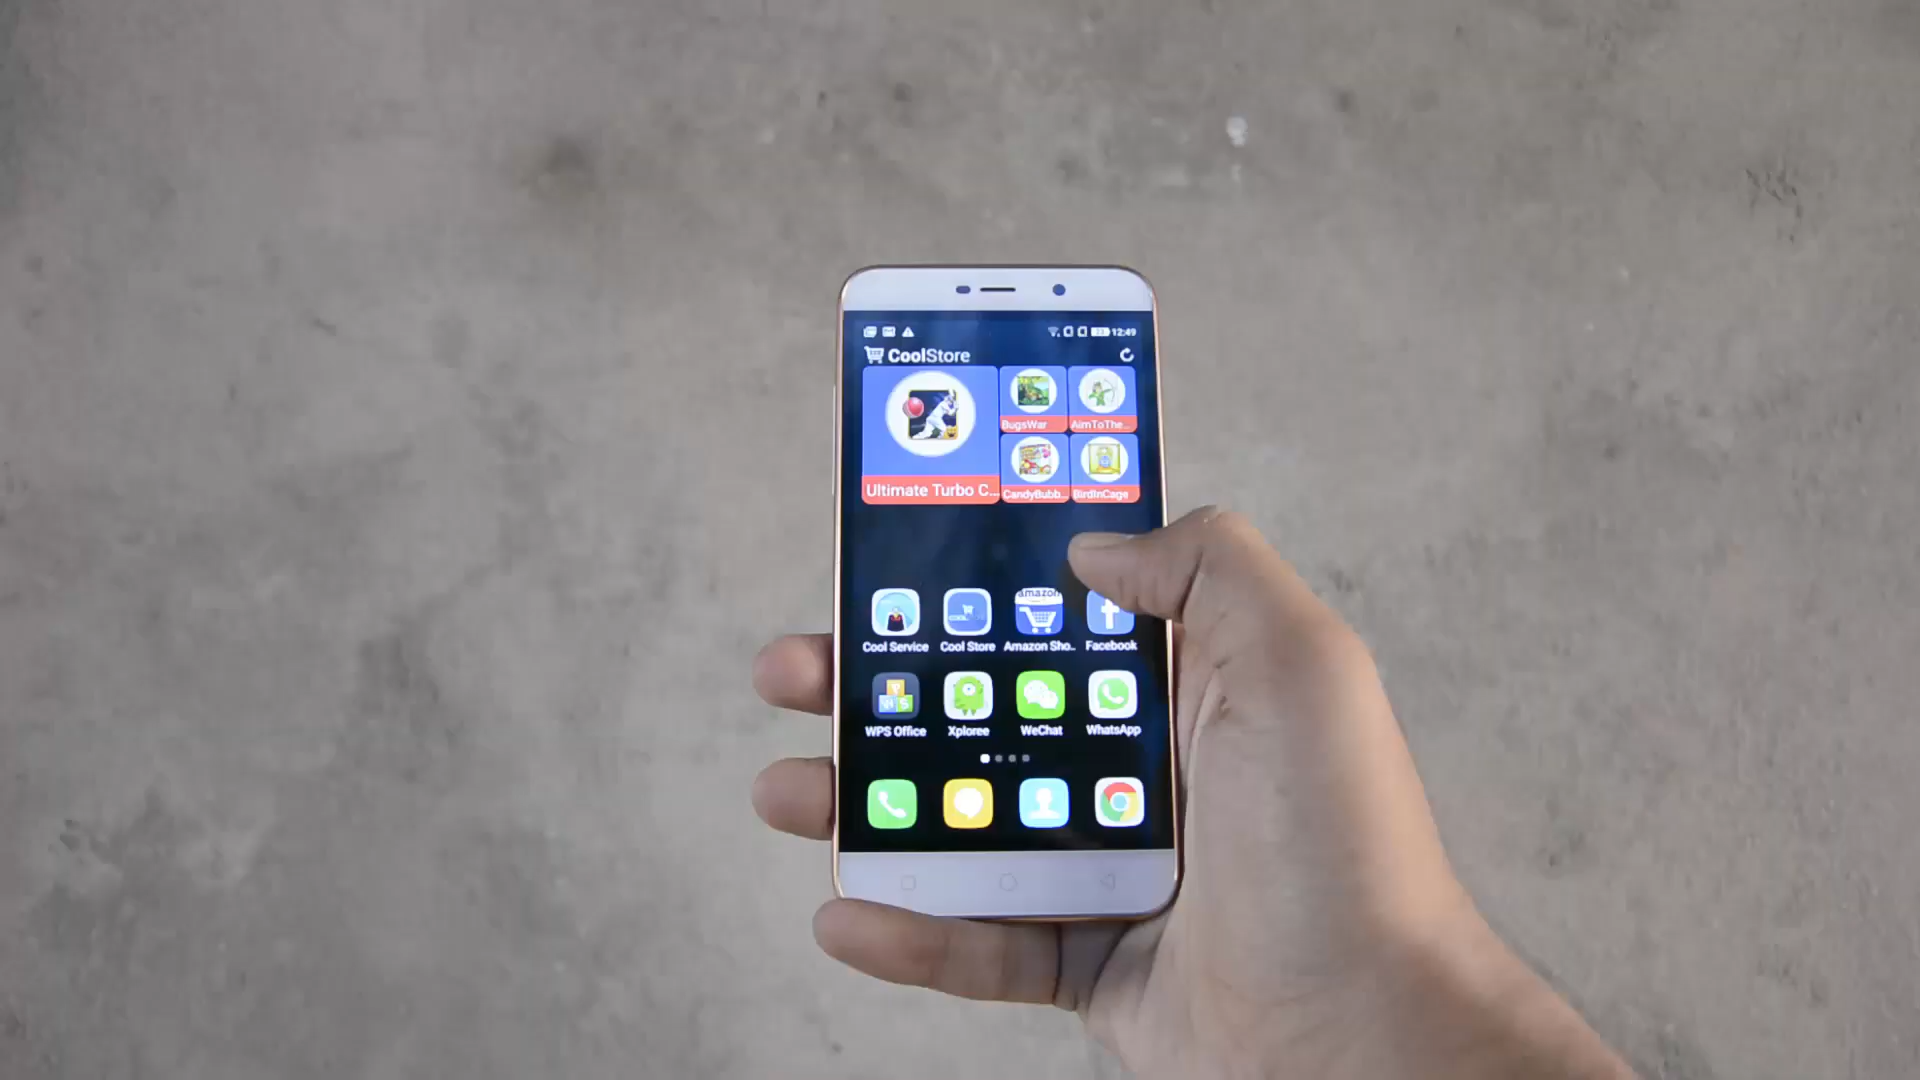 12:49
CoolStore
BugsWar
AimToThe...
Ultimate Turbo C...
CandyBubb...
BirdInCage
amazon
Cool Service
Cool Store
Amazon Sho..
Facebook
WPS Office
Xploree
WeChat
WhatsApp